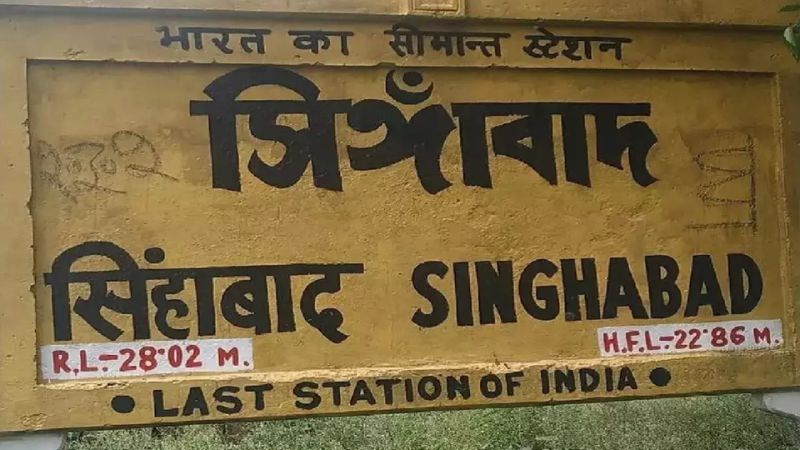 भारत का सीमान्त स्टेशन
সিঙ্গাবাদ
सिंहाबाद SINGHABAD
R.L.-28·02 M. H.F.L-22·86 M.
• LAST STATION OF INDIA •